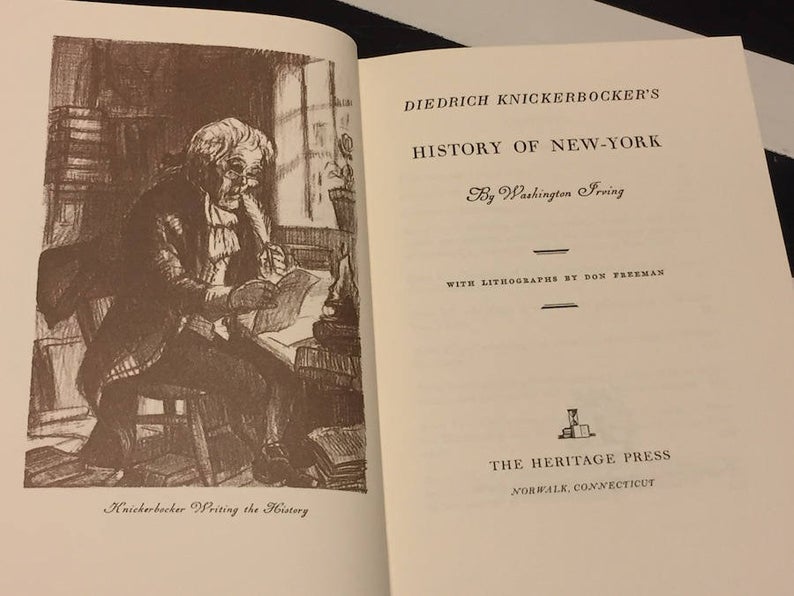 Knickerbocker Writing the History
DIEDRICH KNICKERBOCKER'S
HISTORY OF NEW-YORK
By Washington Irving
WITH LITHOGRAPHS BY DON FREEMAN
THE HERITAGE PRESS
NORWALK, CONNECTICUT